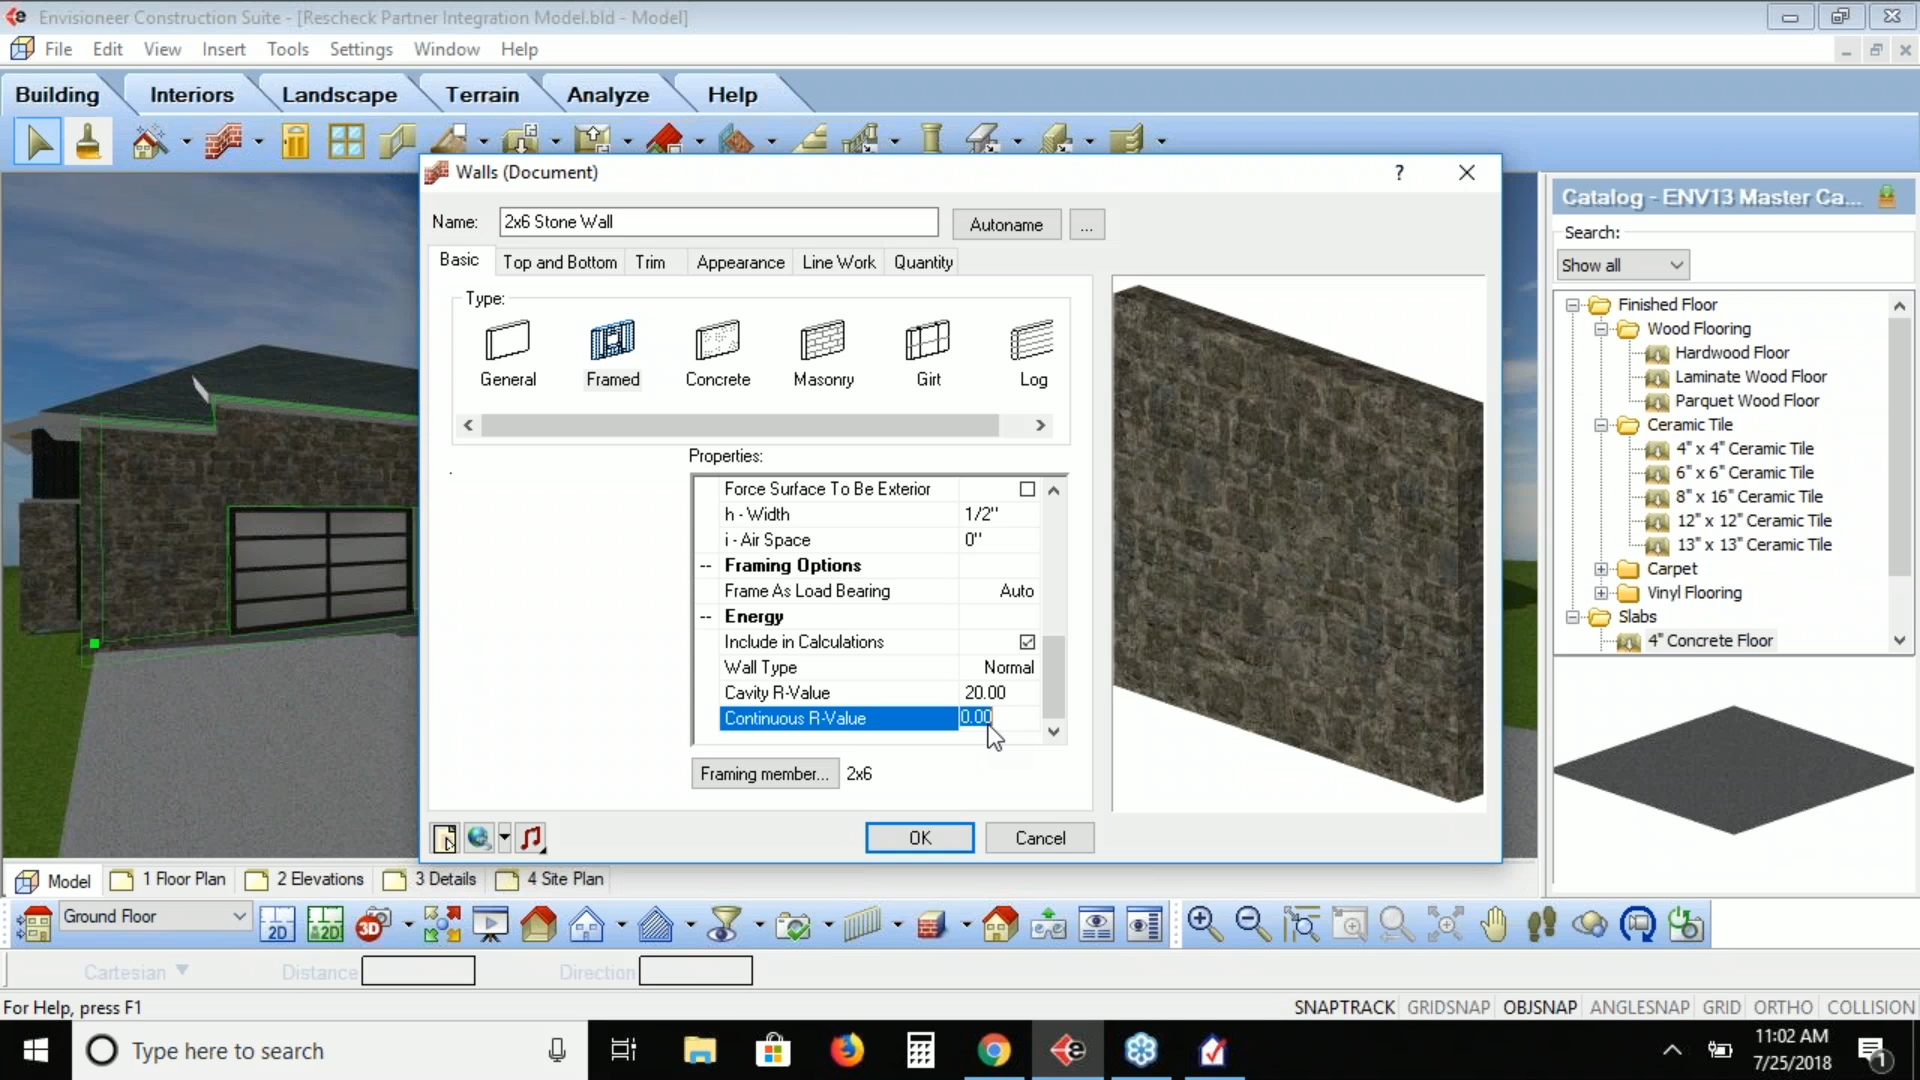 Envisioneer Construction Suite - [Rescheck Partner Integration Model.bld - Model]
File Edit View Insert Tools Settings Window Help
Building Interiors Landscape Terrain Analyze Help
Walls (Document)
?
Name: 2x6 Stone Wall Autoname ...
Basic Top and Bottom Trim Appearance Line Work Quantity
Type:
General Framed Concrete Masonry Girt Log
Properties:
Force Surface To Be Exterior
h - Width 1/2"
i - Air Space 0"
-- Framing Options
Frame As Load Bearing Auto
-- Energy
Include in Calculations
Wall Type Normal
Cavity R-Value 20.00
Continuous R-Value 0.00
Framing member... 2x6
OK Cancel
Catalog - ENV13 Master Ca...
Search:
Show all
Finished Floor
Wood Flooring
Hardwood Floor
Laminate Wood Floor
Parquet Wood Floor
Ceramic Tile
4" x 4" Ceramic Tile
6" x 6" Ceramic Tile
8" x 16" Ceramic Tile
12" x 12" Ceramic Tile
13" x 13" Ceramic Tile
Carpet
Vinyl Flooring
Slabs
4" Concrete Floor
Model 1 Floor Plan 2 Elevations 3 Details 4 Site Plan
Ground Floor 2D 2D 3D
Cartesian Distance Direction
For Help, press F1 SNAPTRACK GRIDSNAP OBJSNAP ANGLESNAP GRID ORTHO COLLISION
Type here to search
11:02 AM
7/25/2018
1